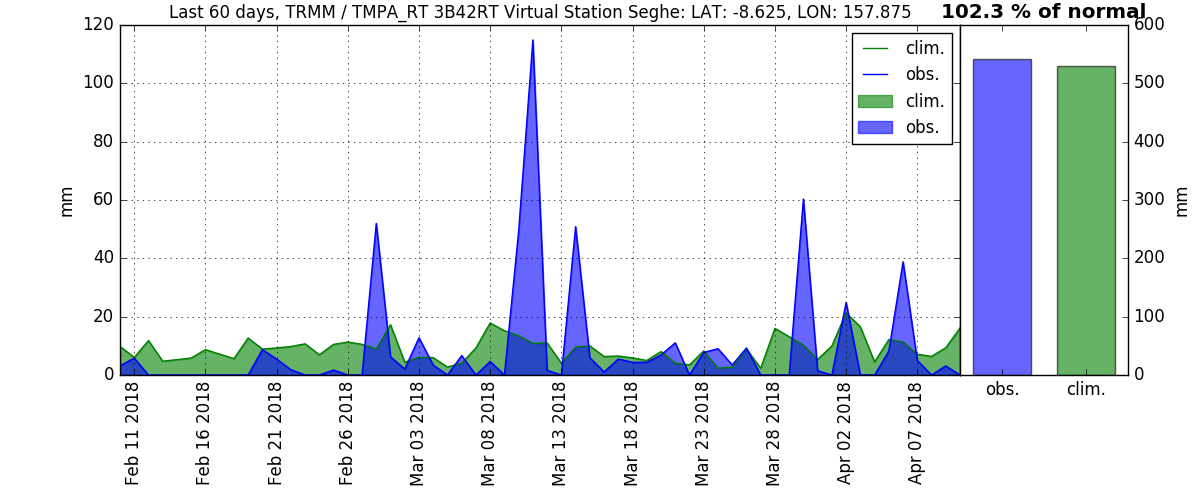 Last 60 days, TRMM / TMPA_RT 3B42RT Virtual Station Seghe: LAT: -8.625, LON: 157.875
102.3 % of normal
120
100
80
60
40
20
0
mm
clim.
obs.
clim.
obs.
600
500
400
300
200
100
0
mm
obs.
clim.
Feb 11 2018
Feb 16 2018
Feb 21 2018
Feb 26 2018
Mar 03 2018
Mar 08 2018
Mar 13 2018
Mar 18 2018
Mar 23 2018
Mar 28 2018
Apr 02 2018
Apr 07 2018